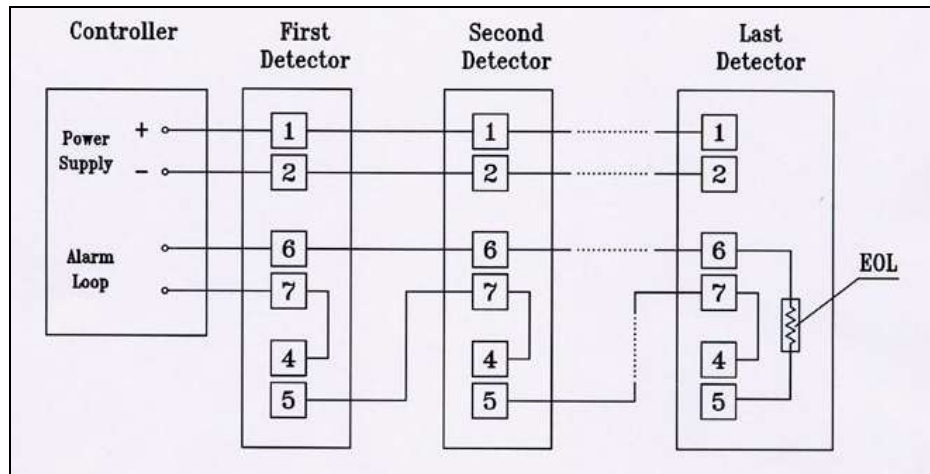 Controller
First
Detector
Second
Detector
Last
Detector
Power
Supply
+
-
Alarm
Loop
1
2
6
7
4
5
1
2
6
7
4
5
1
2
6
7
4
5
EOL